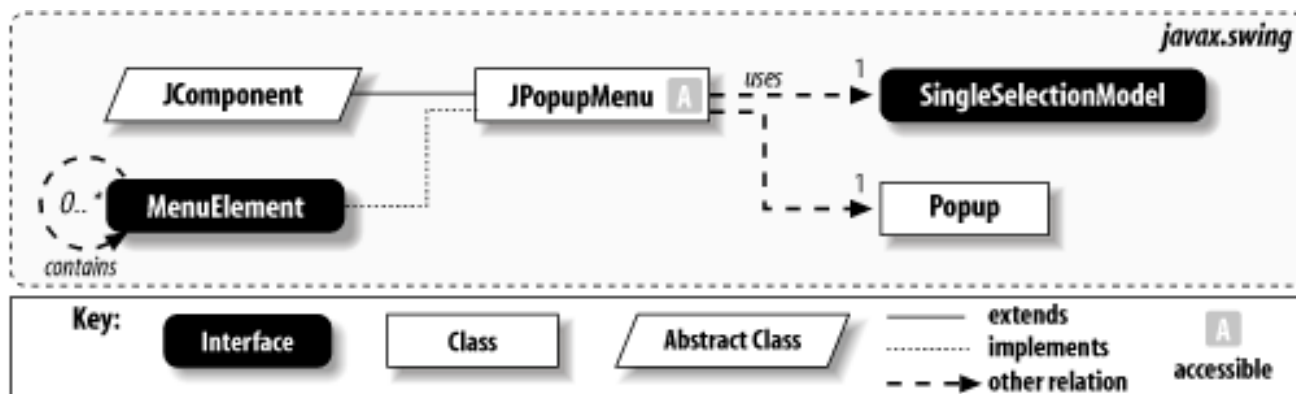 javax.swing
JComponent
JPopupMenu A
uses
1
SingleSelectionModel
0..*
MenuElement
contains
1
Popup
Key:
Interface
Class
Abstract Class
extends
implements
other relation
A
accessible